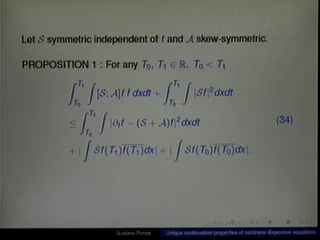 Let 𝒮 symmetric independent of t and 𝒜 skew-symmetric.
PROPOSITION 1 : For any T₀, T₁ ∈ ℝ, T₀ < T₁
∫_{T₀}^{T₁} ∫ [𝒮; 𝒜]f f̄ dxdt + ∫_{T₀}^{T₁} ∫ |𝒮f|² dxdt
≤ ∫_{T₀}^{T₁} ∫ |∂ₜf − (𝒮 + 𝒜)f|² dxdt (34)
+ | ∫ 𝒮f(T₁) \overline{f(T₁)} dx| + | ∫ 𝒮f(T₀) \overline{f(T₀)} dx|.
Gustavo Ponce Unique continuation properties of nonlinear dispersive equations.